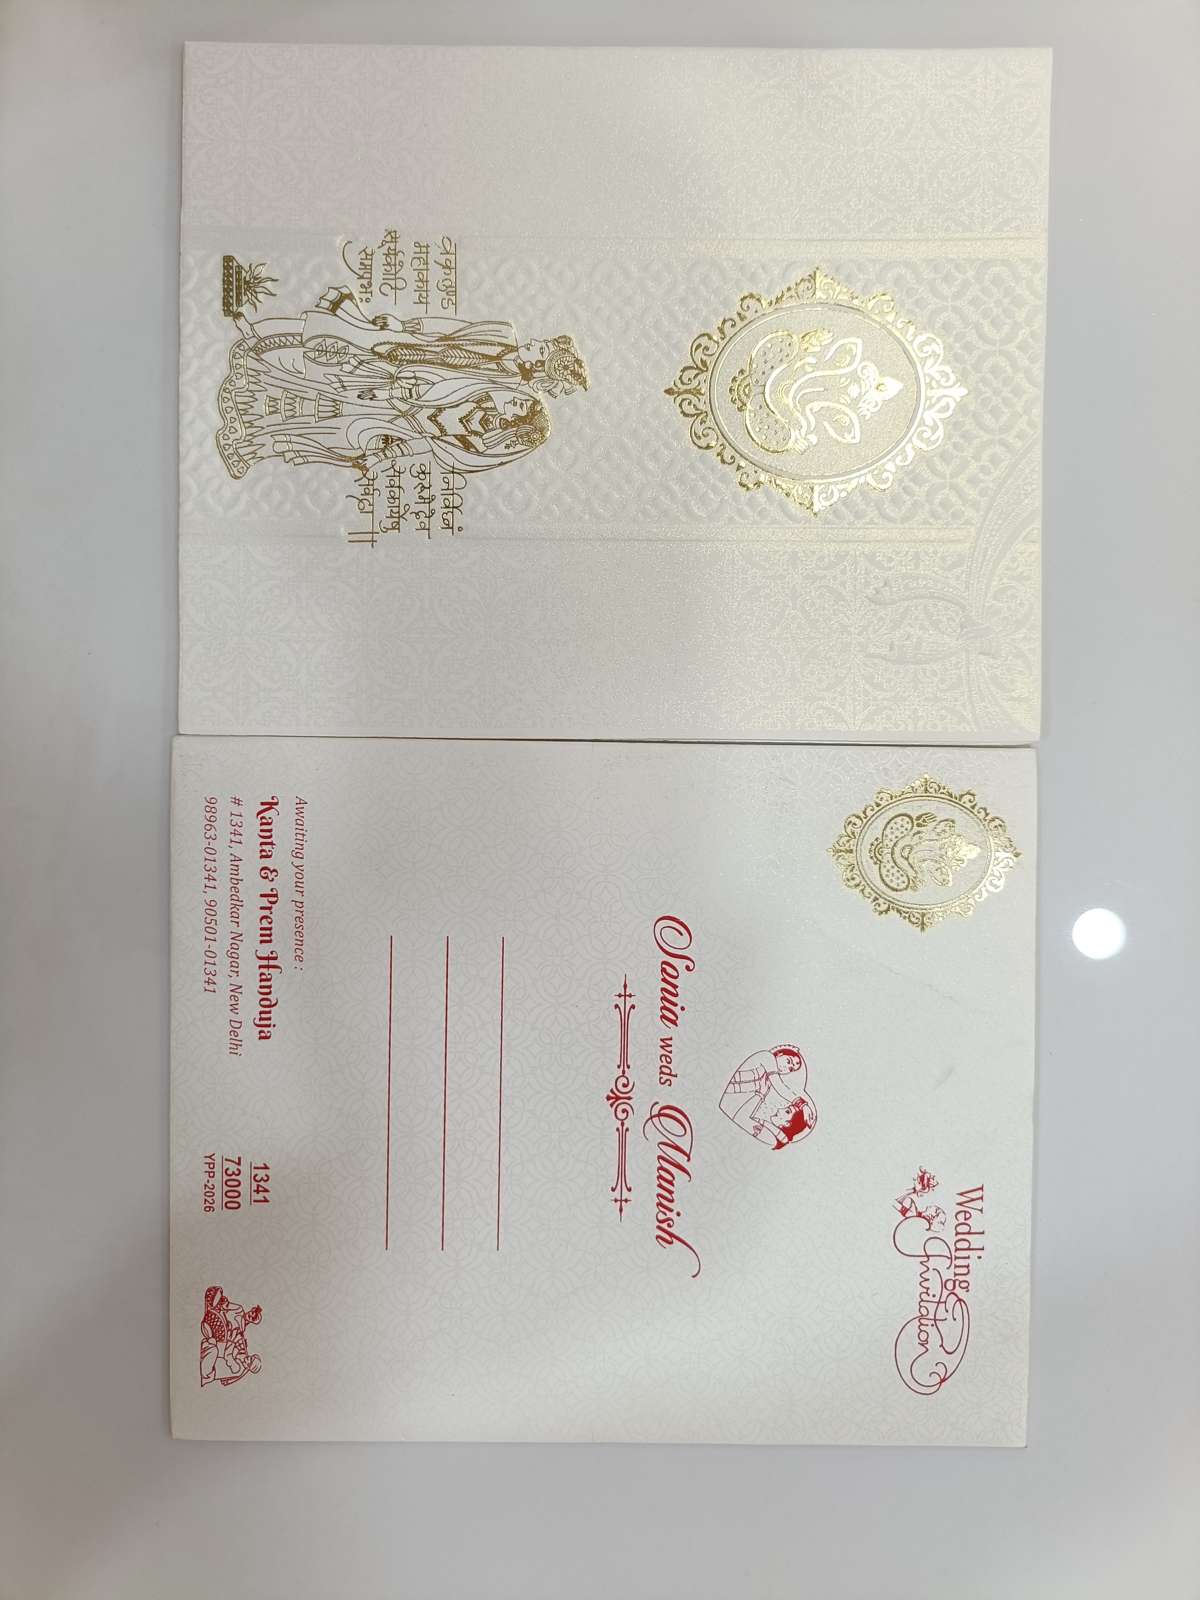 वक्रतुण्ड
महाकाय
सूर्यकोटि
समप्रभः
निर्विघ्नं
कुरूमेदेव
सर्वकार्येषु
सर्वदा ॥
Wedding
Invitation
Sonia weds Manish
Awaiting your presence :
Kanta & Prem Handuja
# 1341, Ambedkar Nagar, New Delhi
98963-01341, 90501-01341
1341
73000
YPP-2026